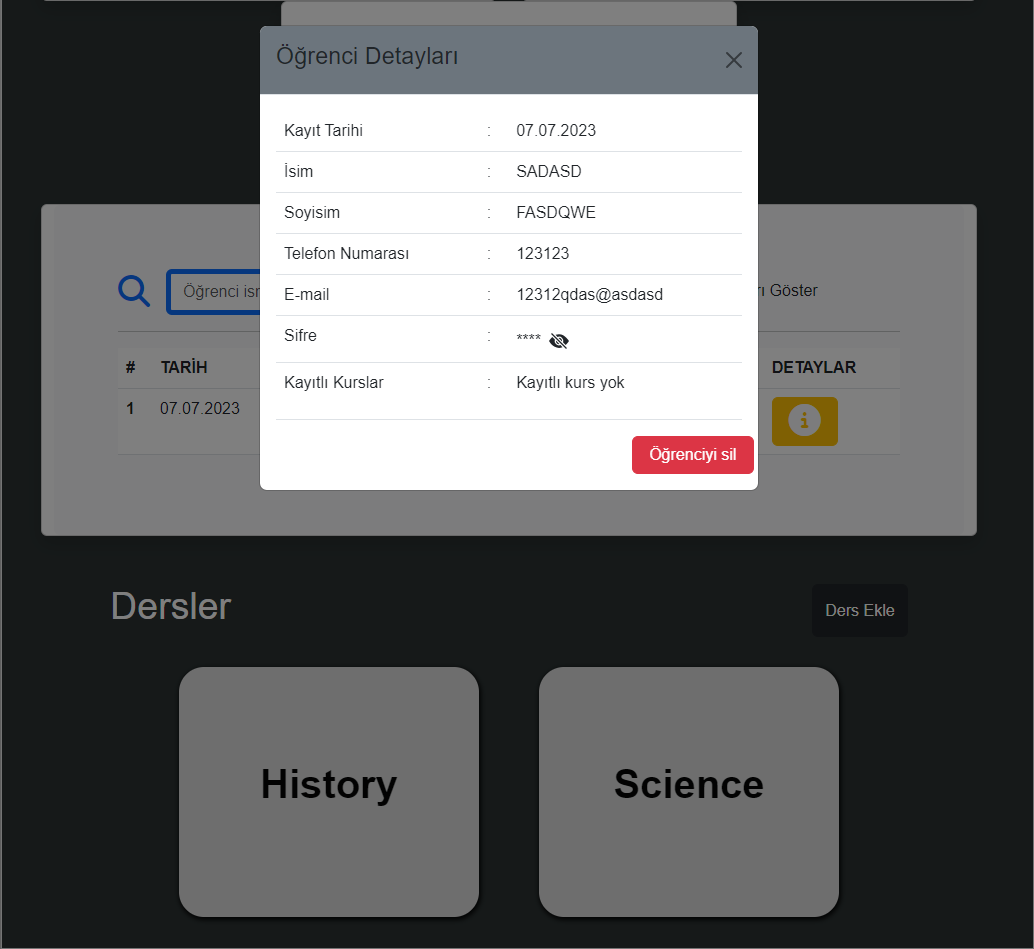 Öğrenci Detayları
Kayıt Tarihi : 07.07.2023
İsim : SADASD
Soyisim : FASDQWE
Telefon Numarası : 123123
E-mail : 12312qdas@asdasd
Sifre : ****
Kayıtlı Kurslar : Kayıtlı kurs yok
Öğrenciyi sil
Öğrenci Göster
# TARİH DETAYLAR
1 07.07.2023
Dersler Ders Ekle
History Science